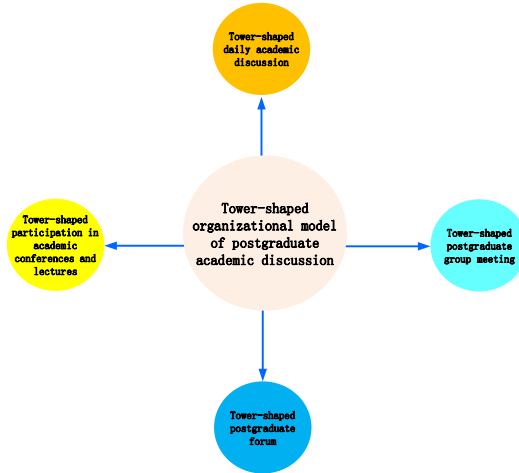 Tower-shaped
daily academic
discussion
Tower-shaped
participation in
academic
conferences and
lectures
Tower-shaped
organizational model
of postgraduate
academic discussion
Tower-shaped
postgraduate
group meeting
Tower-shaped
postgraduate
forum